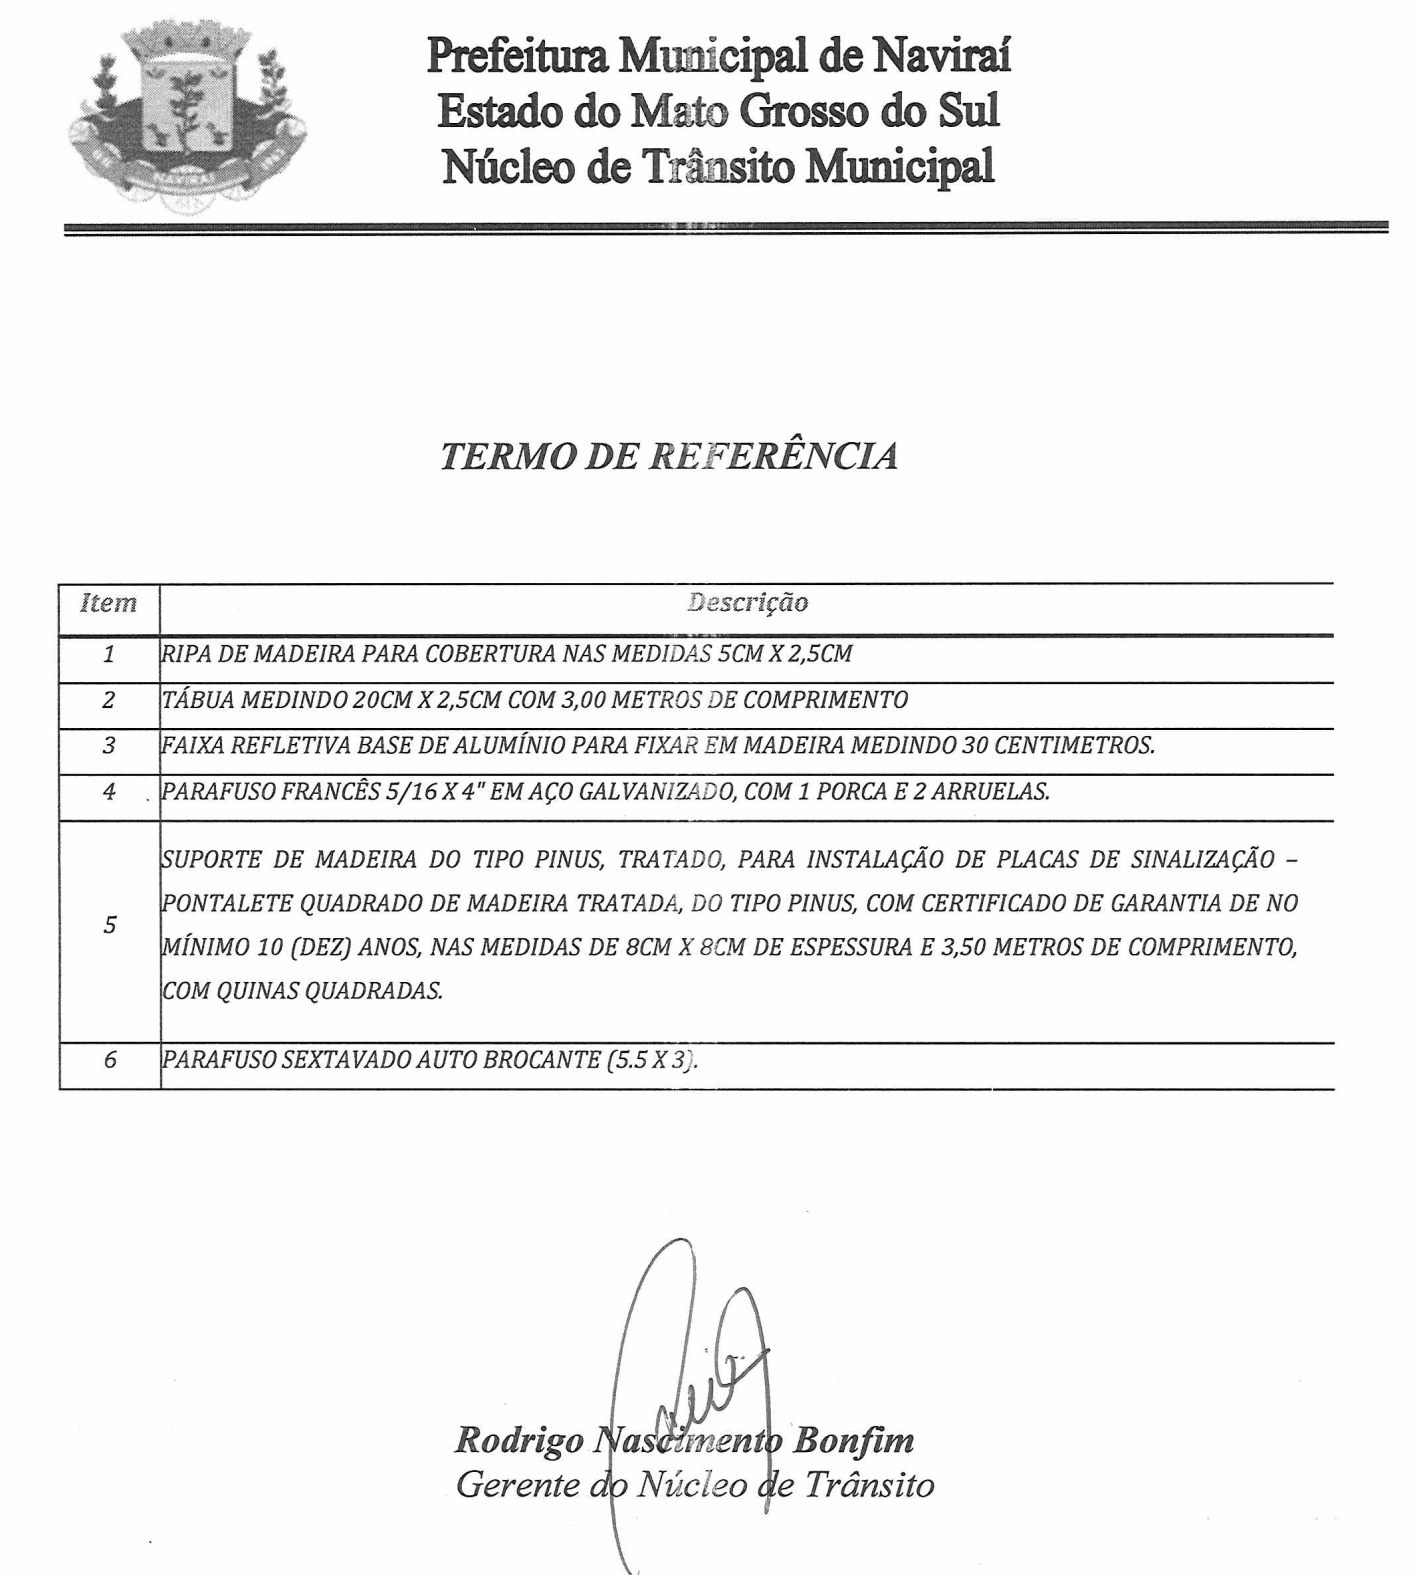 Prefeitura Municipal de Naviraí
Estado do Mato Grosso do Sul
Núcleo de Trânsito Municipal
NAVIRAÍ
TERMO DE REFERÊNCIA
Item Descrição
1 RIPA DE MADEIRA PARA COBERTURA NAS MEDIDAS 5CM X 2,5CM
2 TÁBUA MEDINDO 20CM X 2,5CM COM 3,00 METROS DE COMPRIMENTO
3 FAIXA REFLETIVA BASE DE ALUMÍNIO PARA FIXAR EM MADEIRA MEDINDO 30 CENTIMETROS.
4 PARAFUSO FRANCÊS 5/16 X 4" EM AÇO GALVANIZADO, COM 1 PORCA E 2 ARRUELAS.
5 SUPORTE DE MADEIRA DO TIPO PINUS, TRATADO, PARA INSTALAÇÃO DE PLACAS DE SINALIZAÇÃO –
PONTALETE QUADRADO DE MADEIRA TRATADA, DO TIPO PINUS, COM CERTIFICADO DE GARANTIA DE NO
MÍNIMO 10 (DEZ) ANOS, NAS MEDIDAS DE 8CM X 8CM DE ESPESSURA E 3,50 METROS DE COMPRIMENTO,
COM QUINAS QUADRADAS.
6 PARAFUSO SEXTAVADO AUTO BROCANTE (5.5 X 3).
Rodrigo Nascimento Bonfim
Gerente do Núcleo de Trânsito